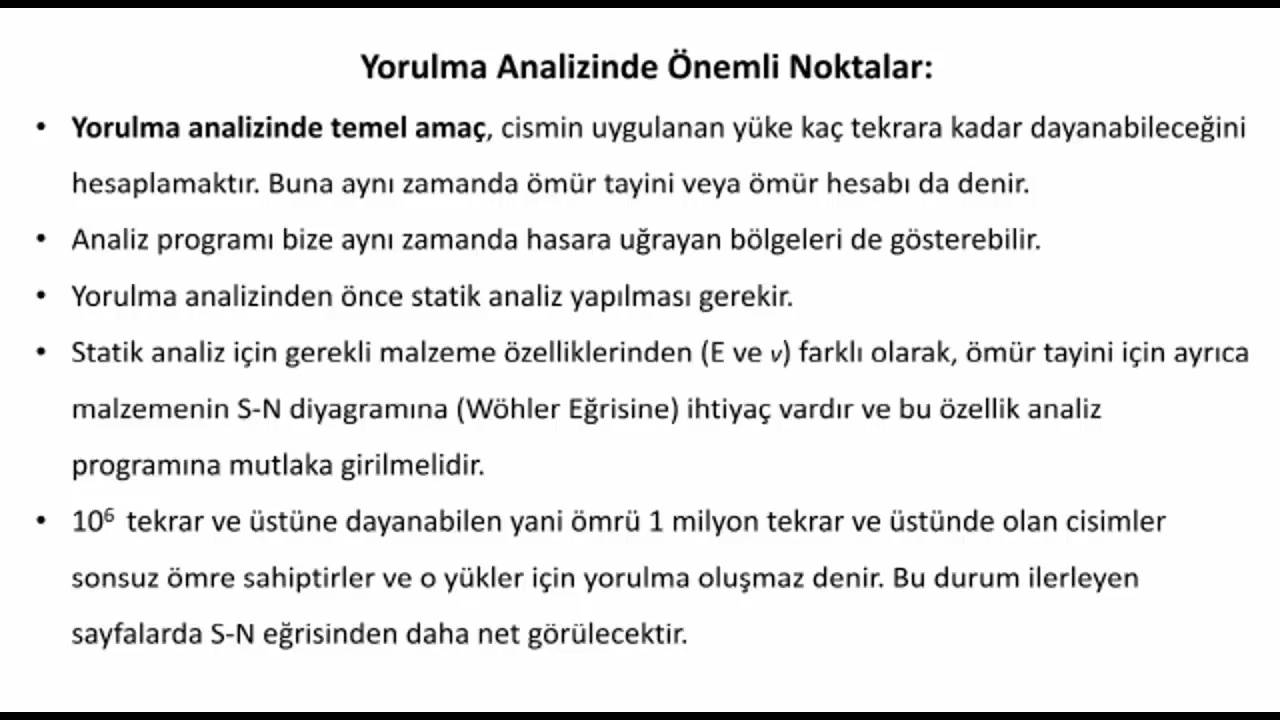 Yorulma Analizinde Önemli Noktalar:
• Yorulma analizinde temel amaç, cismin uygulanan yüke kaç tekrara kadar dayanabileceğini
hesaplamaktır. Buna aynı zamanda ömür tayini veya ömür hesabı da denir.
• Analiz programı bize aynı zamanda hasara uğrayan bölgeleri de gösterebilir.
• Yorulma analizinden önce statik analiz yapılması gerekir.
• Statik analiz için gerekli malzeme özelliklerinden (E ve ν) farklı olarak, ömür tayini için ayrıca
malzemenin S-N diyagramına (Wöhler Eğrisine) ihtiyaç vardır ve bu özellik analiz
programına mutlaka girilmelidir.
• 10⁶ tekrar ve üstüne dayanabilen yani ömrü 1 milyon tekrar ve üstünde olan cisimler
sonsuz ömre sahiptirler ve o yükler için yorulma oluşmaz denir. Bu durum ilerleyen
sayfalarda S-N eğrisinden daha net görülecektir.